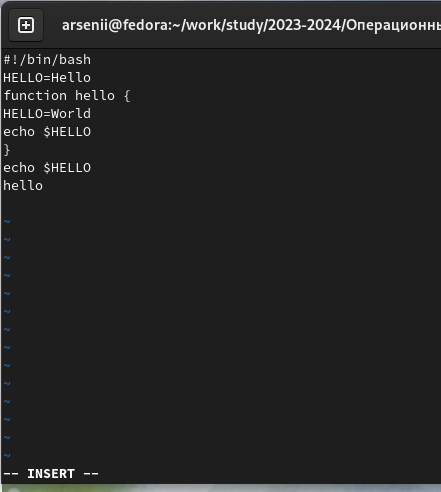 arsenii@fedora:~/work/study/2023-2024/Операционны
#!/bin/bash
HELLO=Hello
function hello {
HELLO=World
echo $HELLO
}
echo $HELLO
hello
~
~
~
~
~
~
~
~
~
~
~
~
~
~
-- INSERT --